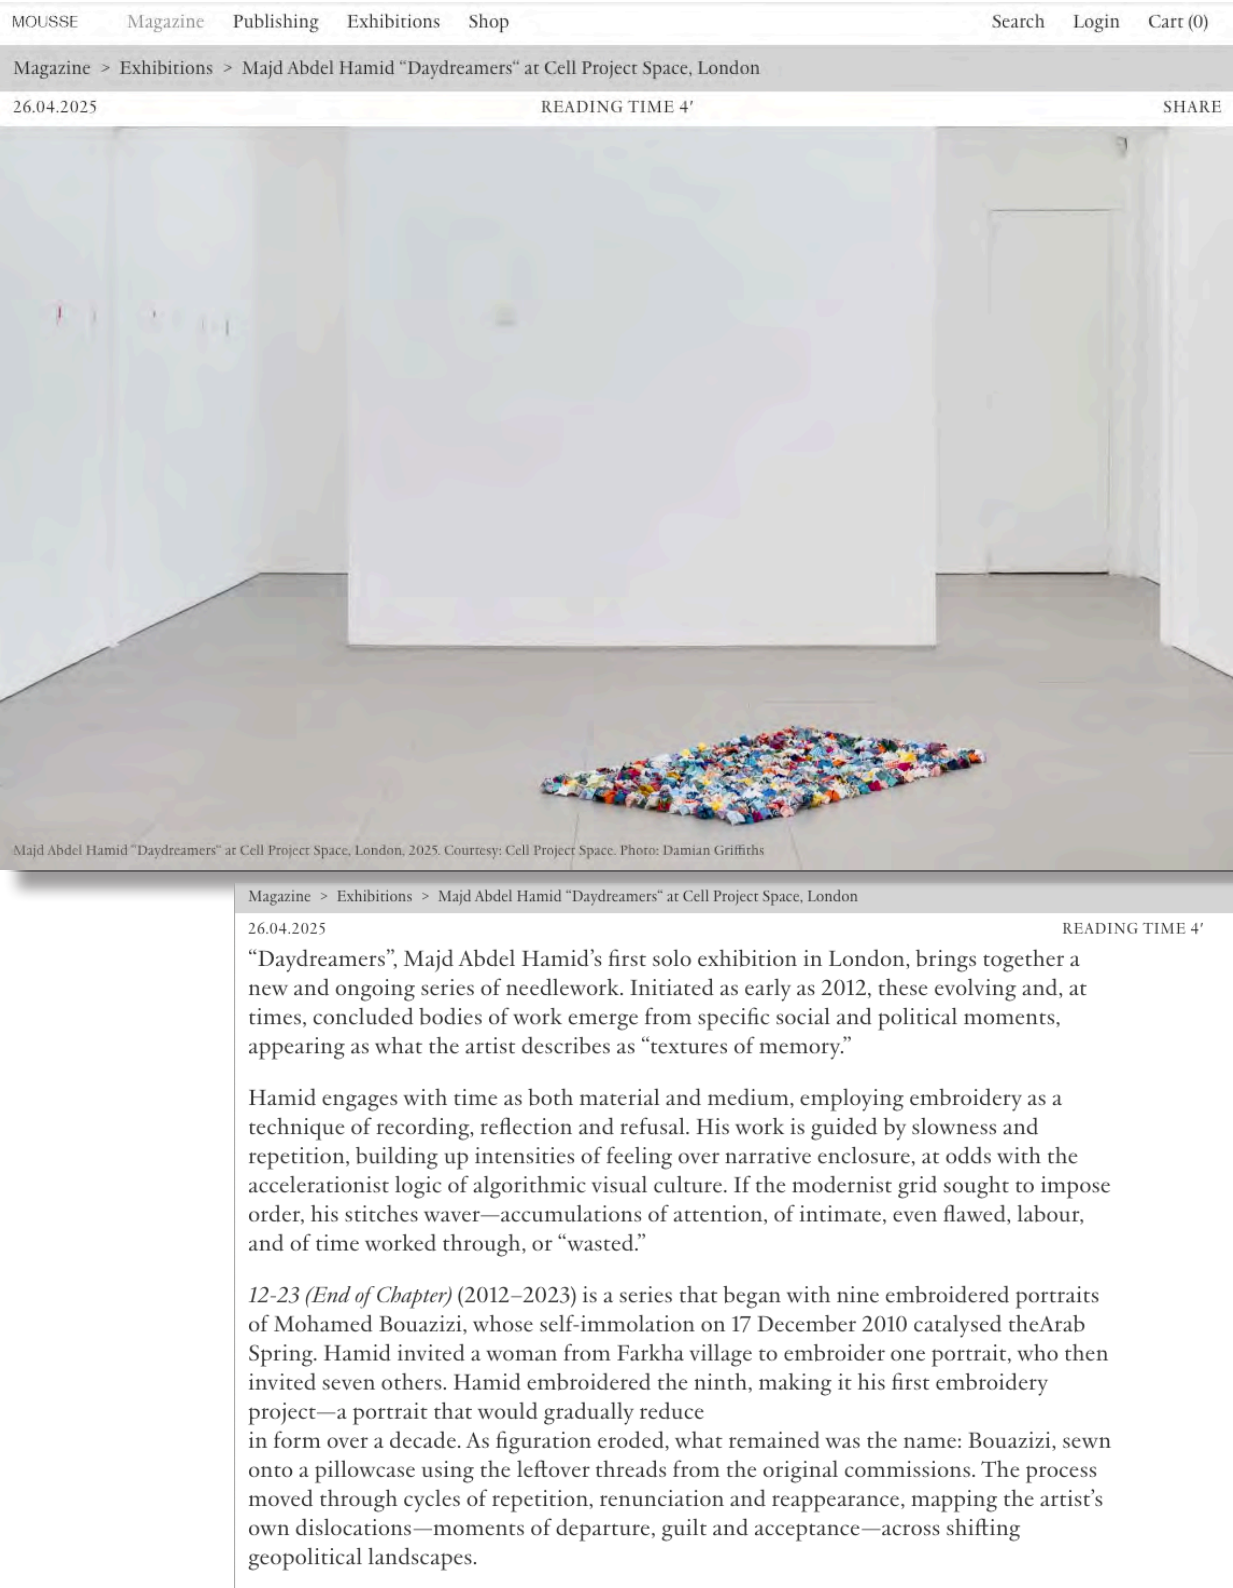 MOUSSE Magazine Publishing Exhibitions Shop Search Login Cart (0)
Magazine > Exhibitions > Majd Abdel Hamid “Daydreamers“ at Cell Project Space, London
26.04.2025 READING TIME 4′ SHARE
Majd Abdel Hamid “Daydreamers“ at Cell Project Space, London, 2025. Courtesy: Cell Project Space. Photo: Damian Griffiths
Magazine > Exhibitions > Majd Abdel Hamid “Daydreamers“ at Cell Project Space, London
26.04.2025 READING TIME 4′
“Daydreamers”, Majd Abdel Hamid’s first solo exhibition in London, brings together a
new and ongoing series of needlework. Initiated as early as 2012, these evolving and, at
times, concluded bodies of work emerge from specific social and political moments,
appearing as what the artist describes as “textures of memory.”
Hamid engages with time as both material and medium, employing embroidery as a
technique of recording, reflection and refusal. His work is guided by slowness and
repetition, building up intensities of feeling over narrative enclosure, at odds with the
accelerationist logic of algorithmic visual culture. If the modernist grid sought to impose
order, his stitches waver—accumulations of attention, of intimate, even flawed, labour,
and of time worked through, or “wasted.”
12-23 (End of Chapter) (2012–2023) is a series that began with nine embroidered portraits
of Mohamed Bouazizi, whose self-immolation on 17 December 2010 catalysed theArab
Spring. Hamid invited a woman from Farkha village to embroider one portrait, who then
invited seven others. Hamid embroidered the ninth, making it his first embroidery
project—a portrait that would gradually reduce
in form over a decade. As figuration eroded, what remained was the name: Bouazizi, sewn
onto a pillowcase using the leftover threads from the original commissions. The process
moved through cycles of repetition, renunciation and reappearance, mapping the artist’s
own dislocations—moments of departure, guilt and acceptance—across shifting
geopolitical landscapes.